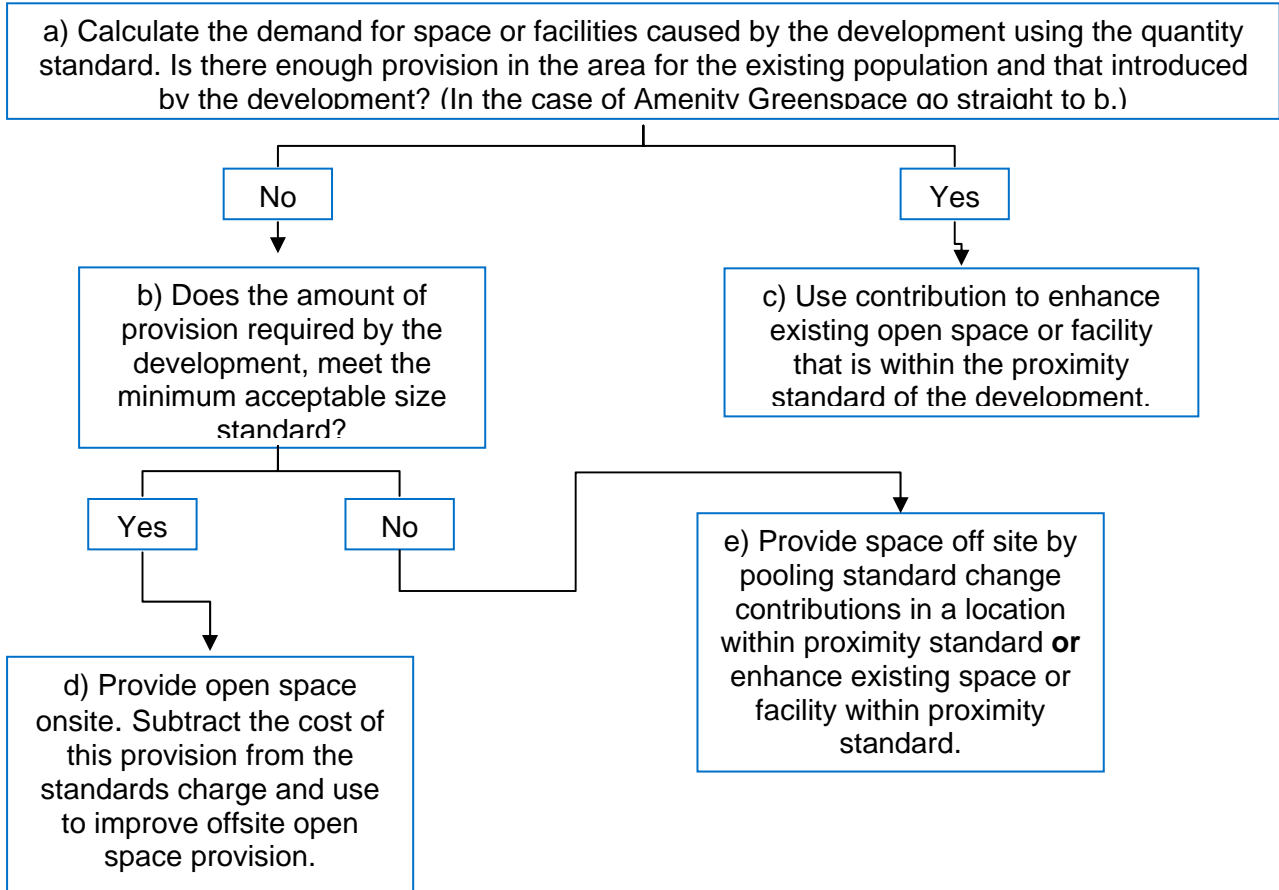 a) Calculate the demand for space or facilities caused by the development using the quantity
standard. Is there enough provision in the area for the existing population and that introduced
by the development? (In the case of Amenity Greenspace go straight to b.)
No
Yes
b) Does the amount of
provision required by the
development, meet the
minimum acceptable size
standard?
c) Use contribution to enhance
existing open space or facility
that is within the proximity
standard of the development.
Yes
No
e) Provide space off site by
pooling standard change
contributions in a location
within proximity standard or
enhance existing space or
facility within proximity
standard.
d) Provide open space
onsite. Subtract the cost of
this provision from the
standards charge and use
to improve offsite open
space provision.